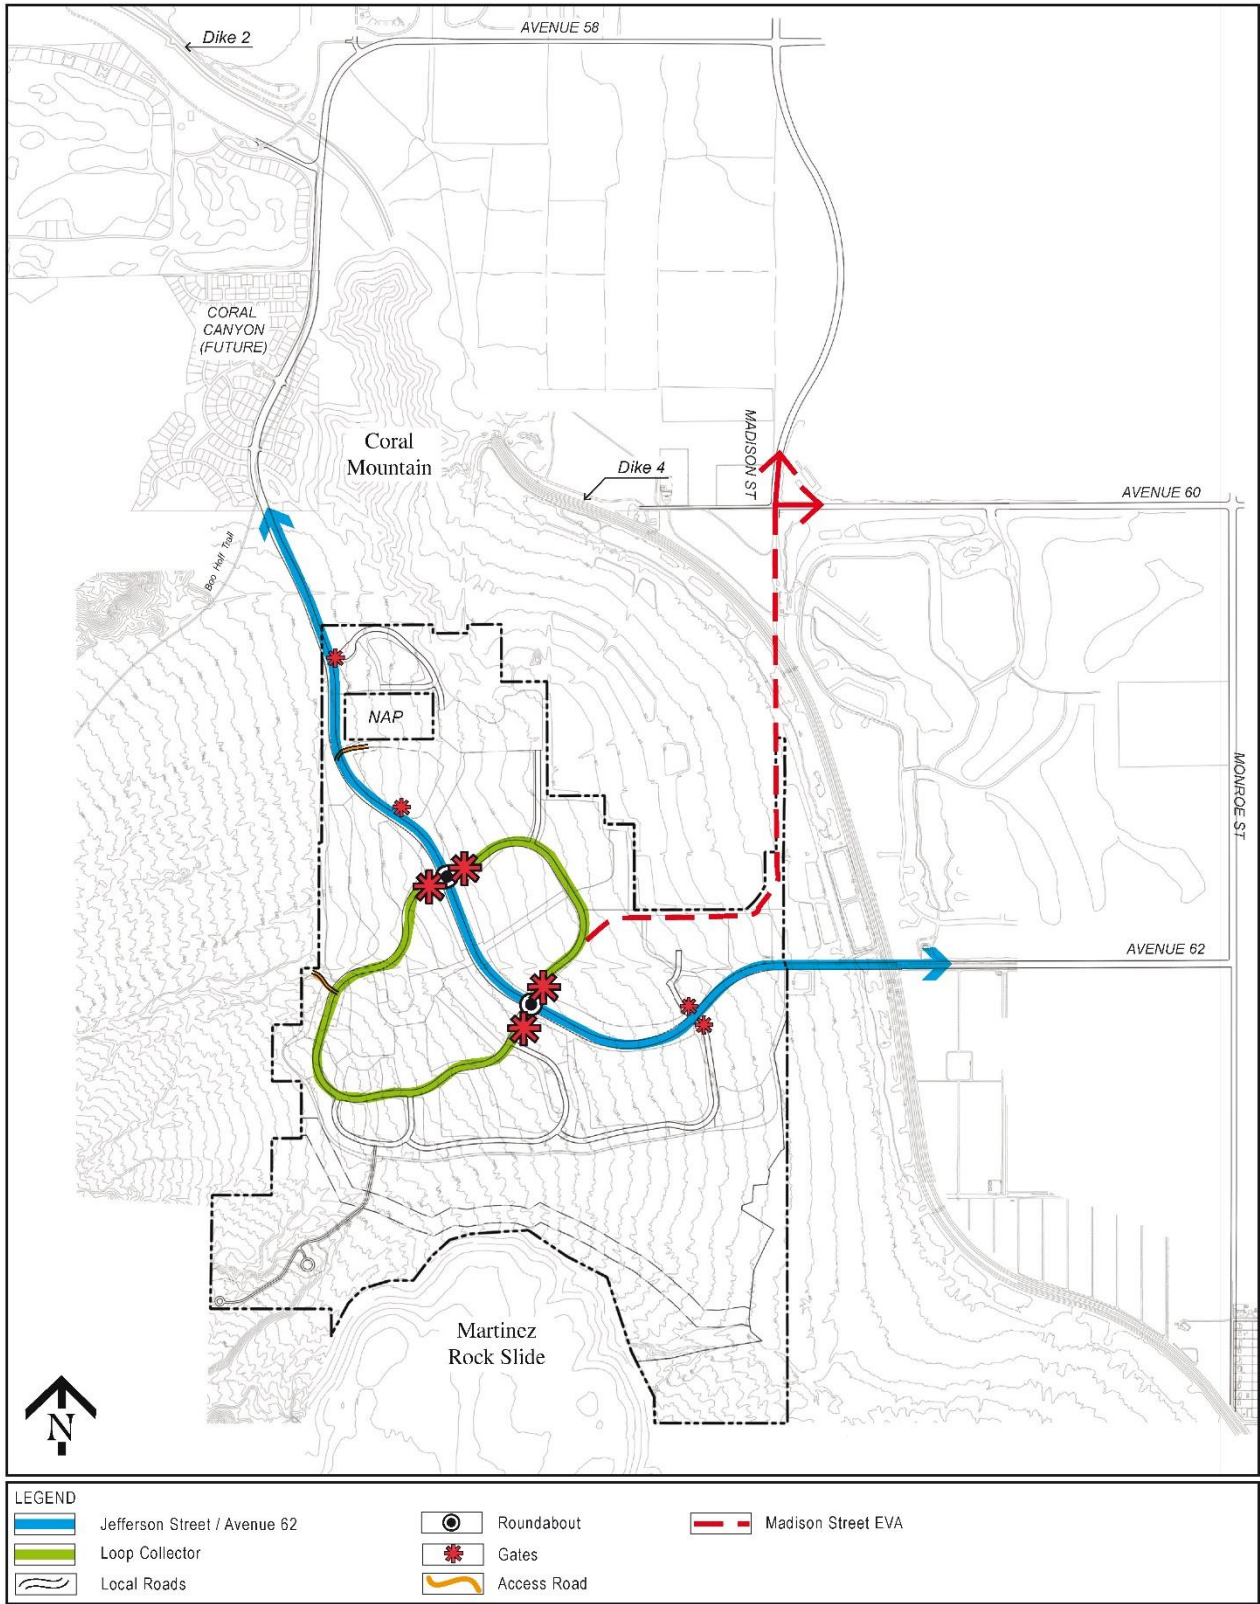 AVENUE 58
Dike 2
CORAL
CANYON
(FUTURE)
Coral
Mountain
MADISON ST
Dike 4
AVENUE 60
Boo Hoff Trail
NAP
MONROE ST
AVENUE 62
Martinez
Rock Slide
N
LEGEND
Jefferson Street / Avenue 62
Roundabout
Madison Street EVA
Loop Collector
Gates
Local Roads
Access Road